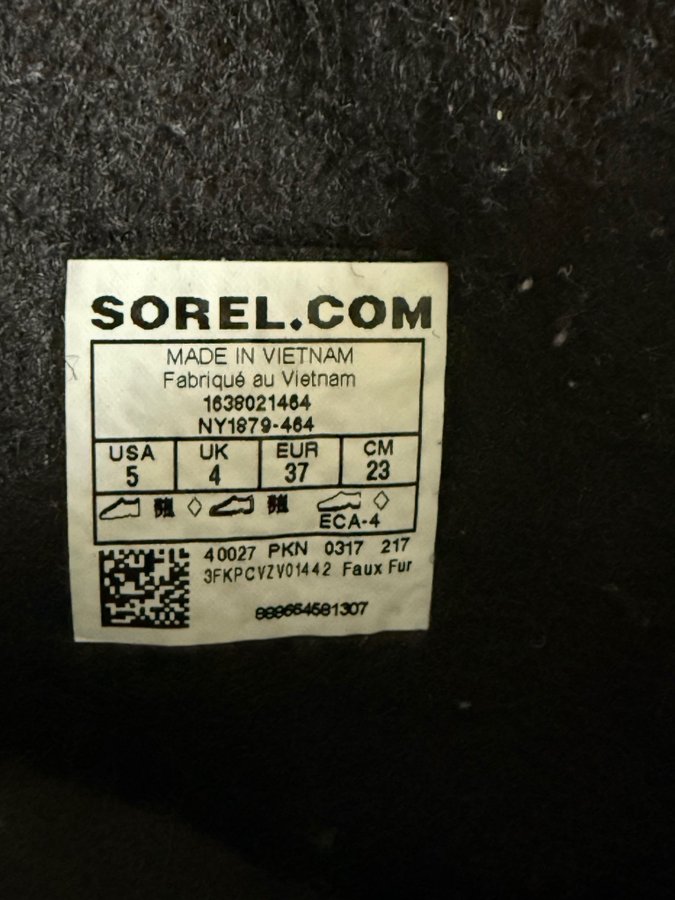 SOREL.COM
MADE IN VIETNAM
Fabriqué au Vietnam
1638021464
NY1879-464
USA UK EUR CM
5 4 37 23
ECA-4
40027 PKN 0317 217
3FKPCVZV01442 Faux Fur
888664581307